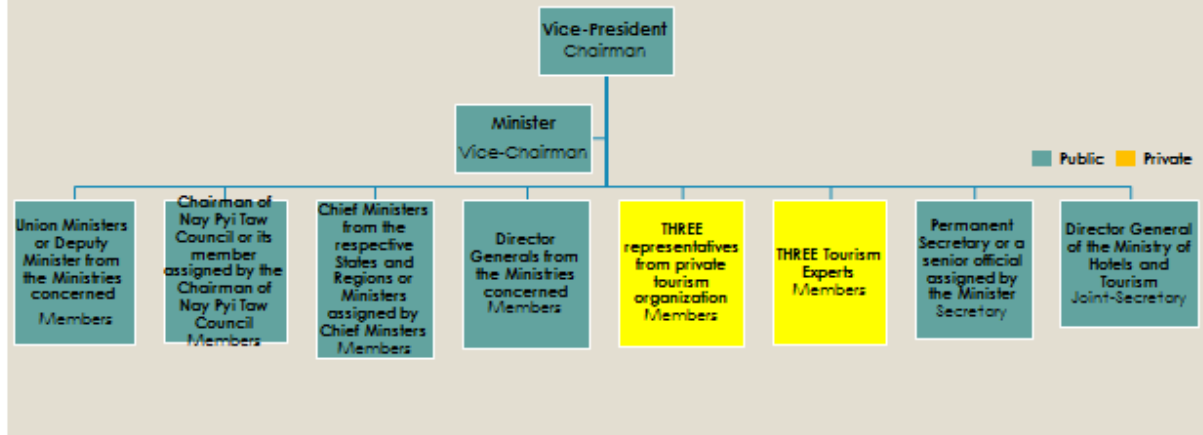 Vice-President
Chairman
Minister
Vice-Chairman
Public
Private
Union Ministers
or Deputy
Minister from
the Ministries
concerned
Members
Chairman of
Nay Pyi Taw
Council or its
member
assigned by the
Chairman of
Nay Pyi Taw
Council
Members
Chief Ministers
from the
respective
States and
Regions or
Ministers
assigned by
Chief Minsters
Members
Director
Generals from
the Ministries
concerned
Members
THREE
representatives
from private
tourism
organization
Members
THREE Tourism
Experts
Members
Permanent
Secretary or a
senior official
assigned by
the Minister
Secretary
Director General
of the Ministry of
Hotels and
Tourism
Joint-Secretary